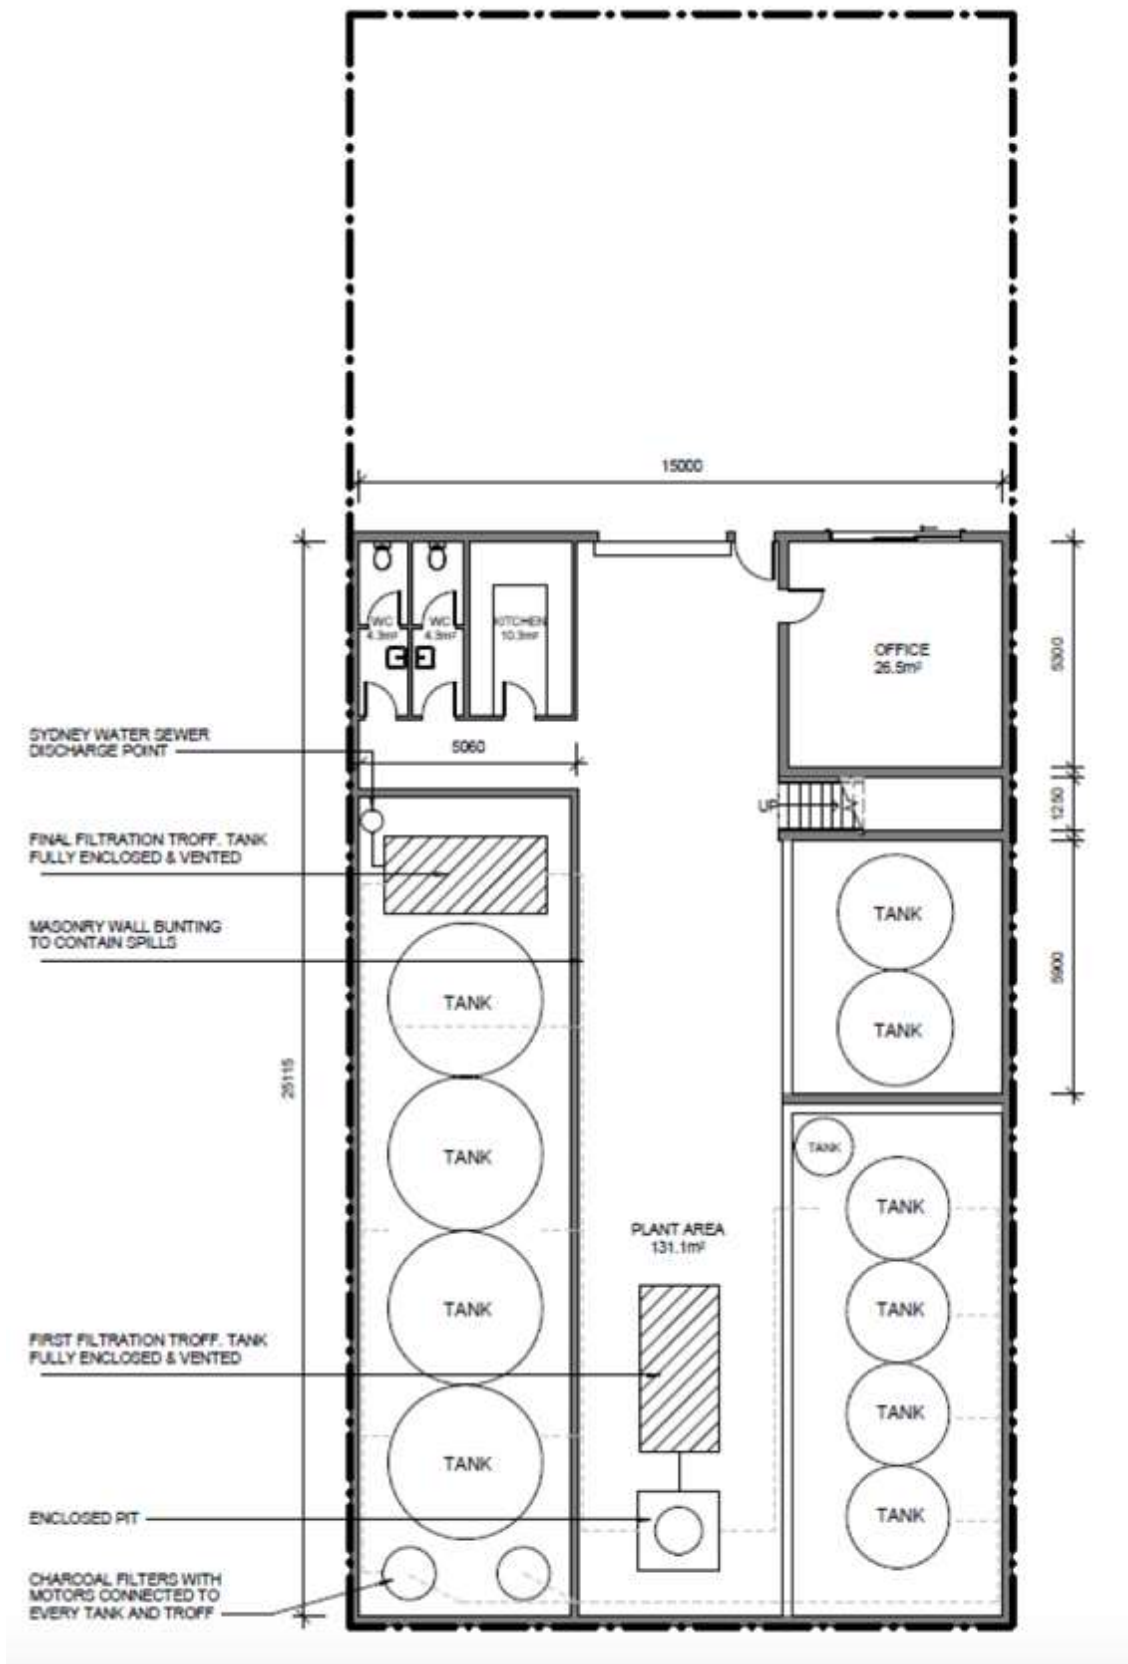 15000
WC
4.3m²
WC
4.3m²
KITCHEN
10.3m²
OFFICE
26.5m²
5300
SYDNEY WATER SEWER
DISCHARGE POINT
5060
UP
1250
FINAL FILTRATION TROFF. TANK
FULLY ENCLOSED & VENTED
MASONRY WALL BUNTING
TO CONTAIN SPILLS
TANK
TANK
TANK
5900
25115
TANK
TANK
TANK
PLANT AREA
131.1m²
TANK
TANK
FIRST FILTRATION TROFF. TANK
FULLY ENCLOSED & VENTED
TANK
TANK
TANK
ENCLOSED PIT
CHARCOAL FILTERS WITH
MOTORS CONNECTED TO
EVERY TANK AND TROFF